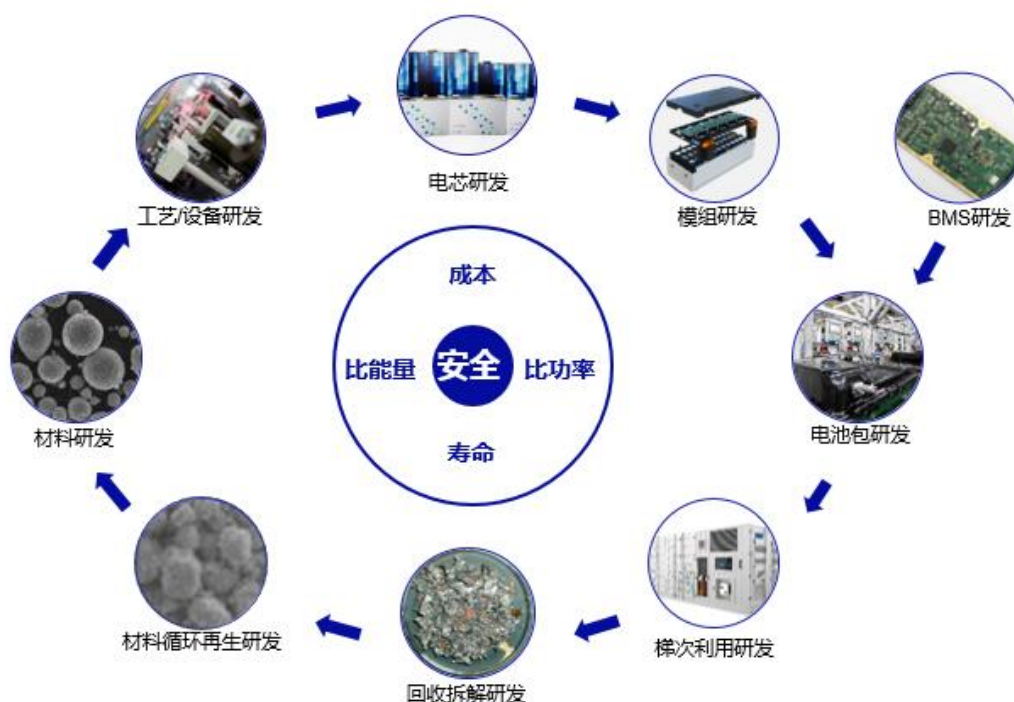 电芯研发
工艺/设备研发
模组研发
BMS研发
成本
比能量
安全
比功率
寿命
材料研发
电池包研发
材料循环再生研发
梯次利用研发
回收拆解研发